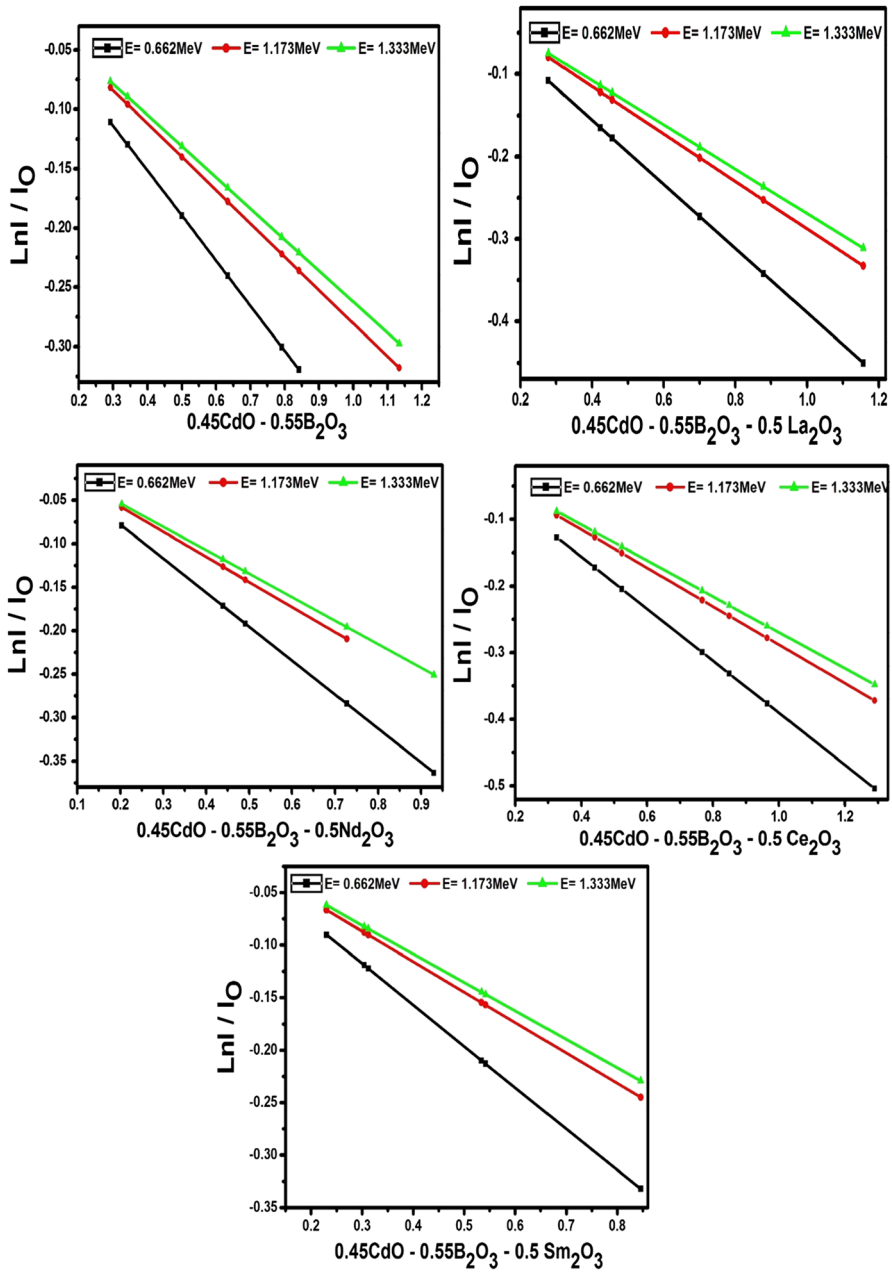 E= 0.662MeV E= 1.173MeV E= 1.333MeV
-0.05
-0.10
-0.15
-0.20
-0.25
-0.30
LnI / IO
0.2 0.3 0.4 0.5 0.6 0.7 0.8 0.9 1.0 1.1 1.2
0.45CdO - 0.55B2O3
E= 0.662MeV E= 1.173MeV E= 1.333MeV
-0.1
-0.2
-0.3
-0.4
LnI / IO
0.2 0.4 0.6 0.8 1.0 1.2
0.45CdO - 0.55B2O3 - 0.5 La2O3
E= 0.662MeV E= 1.173MeV E= 1.333MeV
-0.05
-0.10
-0.15
-0.20
-0.25
-0.30
-0.35
LnI / IO
0.1 0.2 0.3 0.4 0.5 0.6 0.7 0.8 0.9
0.45CdO - 0.55B2O3 - 0.5Nd2O3
E= 0.662MeV E= 1.173MeV E= 1.333MeV
-0.1
-0.2
-0.3
-0.4
-0.5
LnI / IO
0.2 0.4 0.6 0.8 1.0 1.2
0.45CdO - 0.55B2O3 - 0.5 Ce2O3
E= 0.662MeV E= 1.173MeV E= 1.333MeV
-0.05
-0.10
-0.15
-0.20
-0.25
-0.30
-0.35
LnI / IO
0.2 0.3 0.4 0.5 0.6 0.7 0.8
0.45CdO - 0.55B2O3 - 0.5 Sm2O3